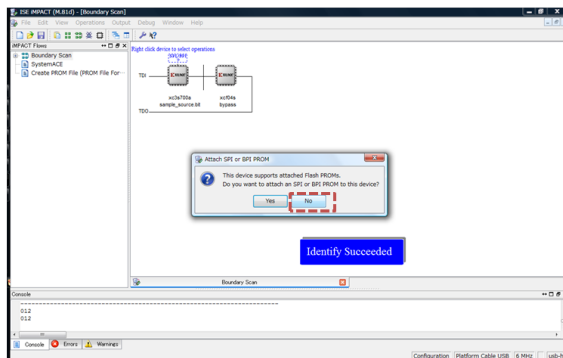 ISE iMPACT (M.81d) - [Boundary Scan]
File Edit View Operations Output Debug Window Help
iMPACT Flows
Boundary Scan
SystemACE
Create PROM File (PROM File For...
Right click device to select operations
SPI/BPI
TDI
XILINX
XILINX
xc3s700a
xcf04s
sample_source.bit
bypass
TDO
Attach SPI or BPI PROM
This device supports attached Flash PROMs.
Do you want to attach an SPI or BPI PROM to this device?
Yes
No
Identify Succeeded
Boundary Scan
Console
012
012
Console
Errors
Warnings
Configuration
Platform Cable USB
6 MHz